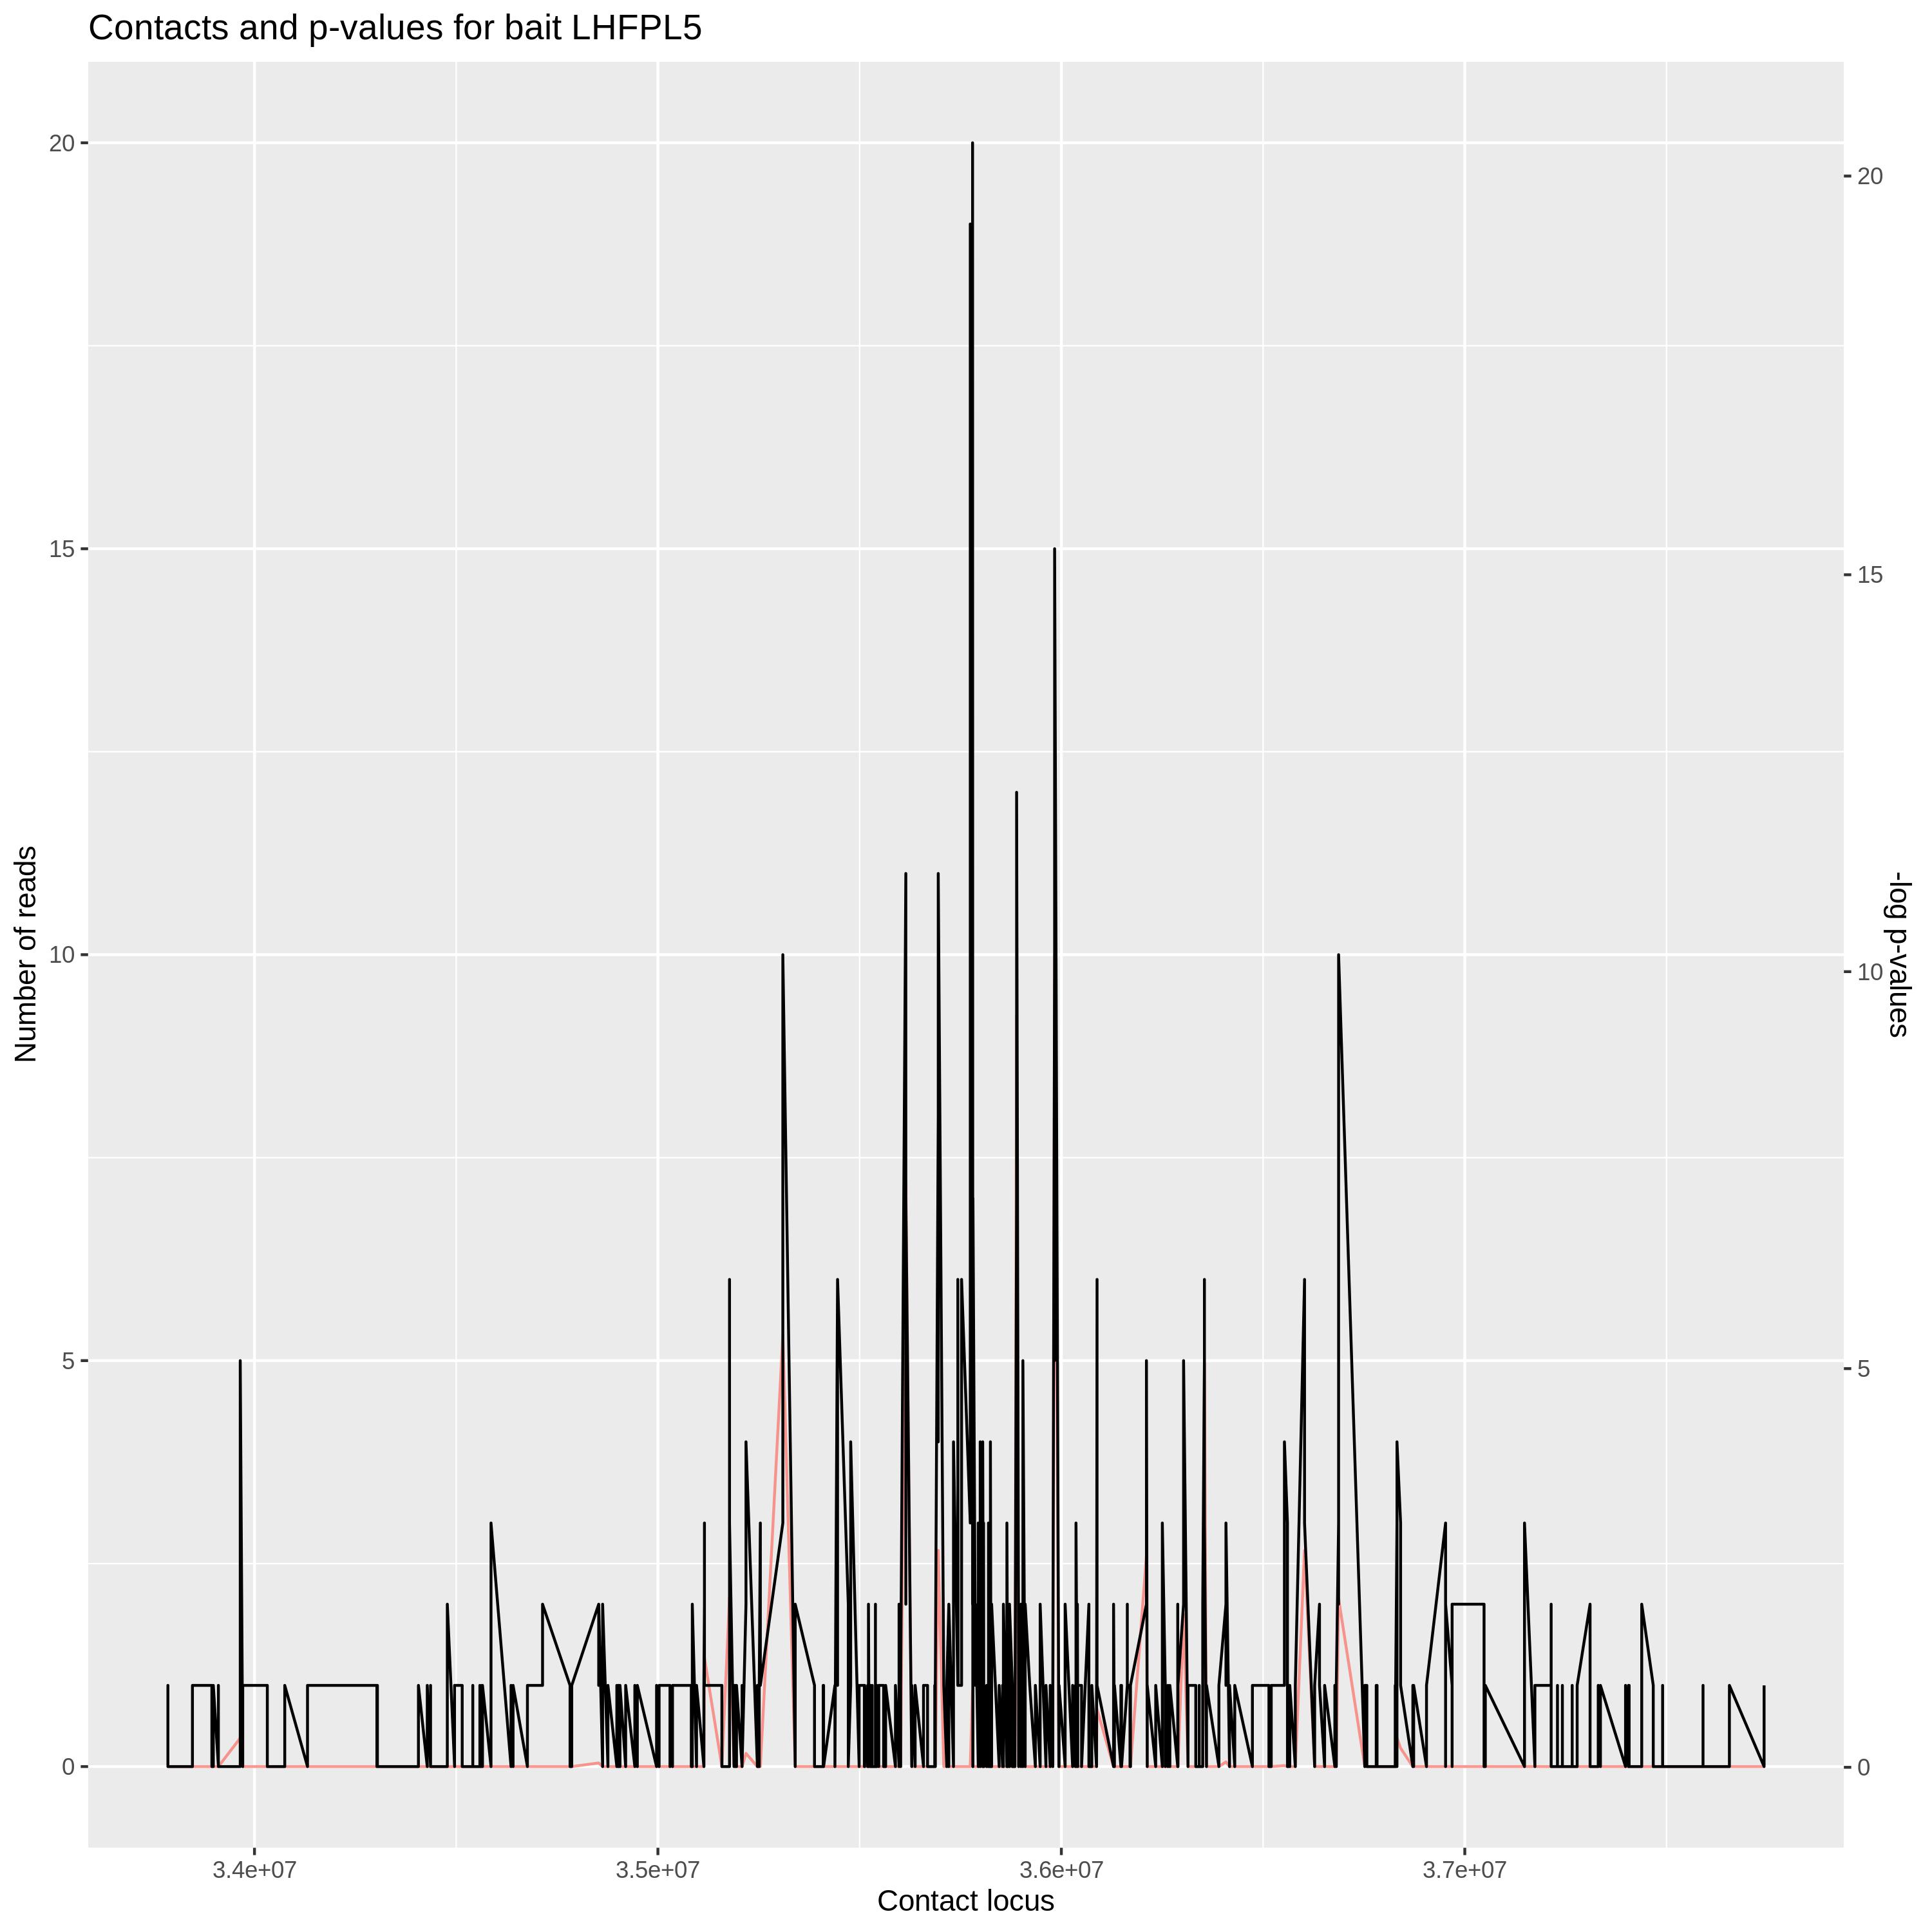 Contacts and p-values for bait LHFPL5
20
15
10
5
0
20
15
10
5
0
Number of reads
-log p-values
3.4e+07 3.5e+07 3.6e+07 3.7e+07
Contact locus